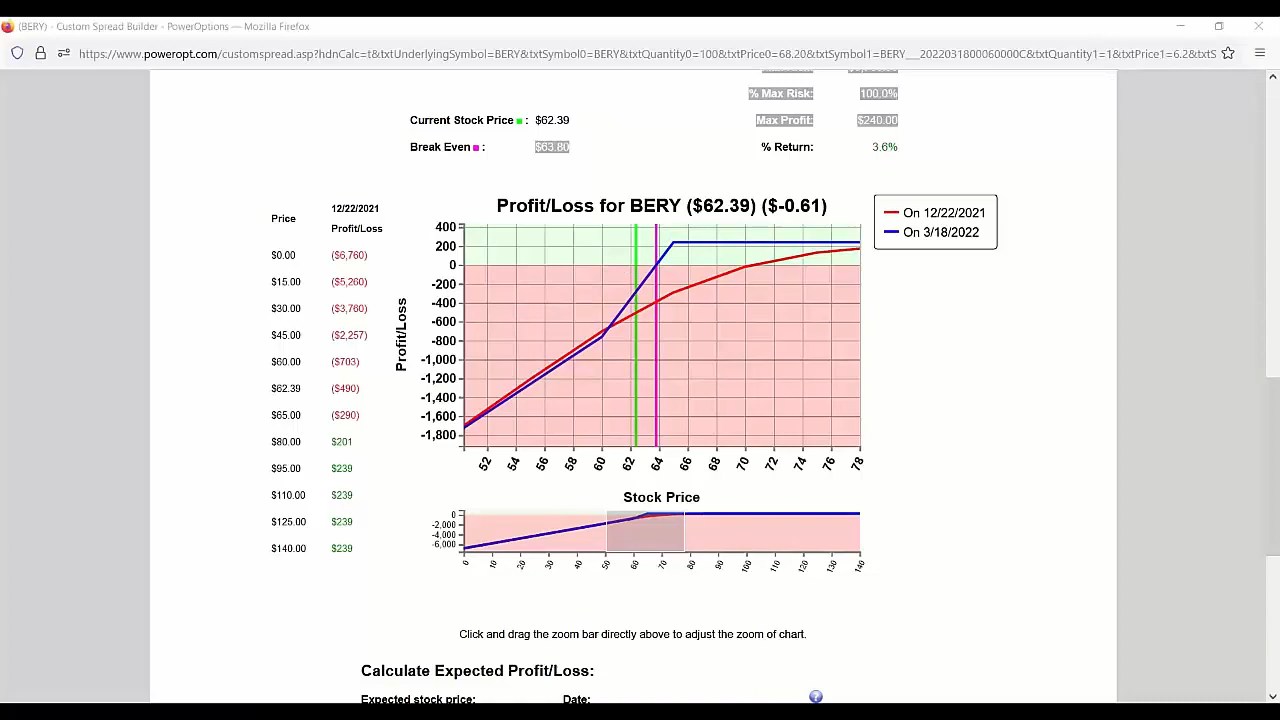 (BERY) - Custom Spread Builder - PowerOptions — Mozilla Firefox
https://www.poweropt.com/customspread.asp?hdnCalc=t&txtUnderlyingSymbol=BERY&txtSymbol0=BERY&txtQuantity0=100&txtPrice0=68.20&txtSymbol1=BERY__2022031800060000C&txtQuantity1=1&txtPrice1=6.2&txtS
% Max Risk: 100.0%
Current Stock Price : $62.39 Max Profit: $240.00
Break Even : $63.80 % Return: 3.6%
Profit/Loss for BERY ($62.39) ($-0.61)
On 12/22/2021
On 3/18/2022
Price 12/22/2021 Profit/Loss
$0.00 ($6,760)
$15.00 ($5,260)
$30.00 ($3,760)
$45.00 ($2,257)
$60.00 ($703)
$62.39 ($490)
$65.00 ($290)
$80.00 $201
$95.00 $239
$110.00 $239
$125.00 $239
$140.00 $239
Profit/Loss
400
200
0
-200
-400
-600
-800
-1,000
-1,200
-1,400
-1,600
-1,800
52 54 56 58 60 62 64 66 68 70 72 74 76 78
Stock Price
0
-2,000
-4,000
-6,000
0 10 20 30 40 50 60 70 80 90 100 110 120 130 140
Click and drag the zoom bar directly above to adjust the zoom of chart.
Calculate Expected Profit/Loss:
Expected stock price: Date: ?